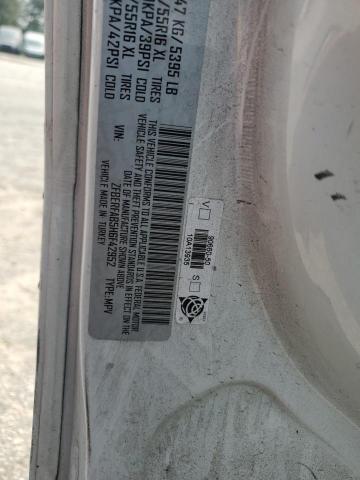 47 KG/ 5395 LB
/55R16 XL TIRES
KPA/39PSI COLD
/55R16 XL TIRES
KPA/42PSI COLD
THIS VEHICLE CONFORMS TO ALL APPLICABLE U.S.A. FEDERAL MOTOR
VEHICLE SAFETY AND THEFT PREVENTION STANDARDS IN EFFECT ON THE
DATE OF MANUFACTURE SHOWN ABOVE
VIN: ZFBERFAB5H6F42952 TYPE: MPV
VEHICLE MADE IN: TURKEY
V
S
10A13935